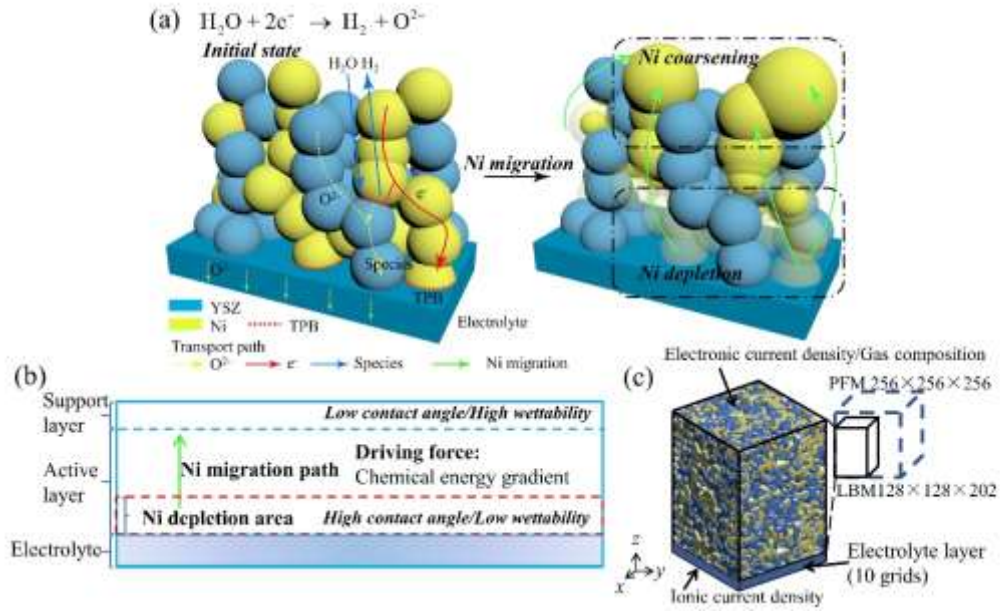 (a) H₂O + 2e⁻ → H₂ + O²⁻
Initial state
H₂O H₂
Ni coarsening
Ni migration
O²⁻
e⁻
Species
Ni depletion
O²⁻
TPB
Electrolyte
YSZ
Ni TPB
Transport path
O²⁻ e⁻ Species Ni migration
(b)
Support layer
Low contact angle/High wettability
Driving force:
Ni migration path
Chemical energy gradient
Active layer
Ni depletion area
High contact angle/Low wettability
Electrolyte
Electronic current density/Gas composition
(c)
PFM 256×256×256
LBM128×128×202
z
y
x
Electrolyte layer
(10 grids)
Ionic current density